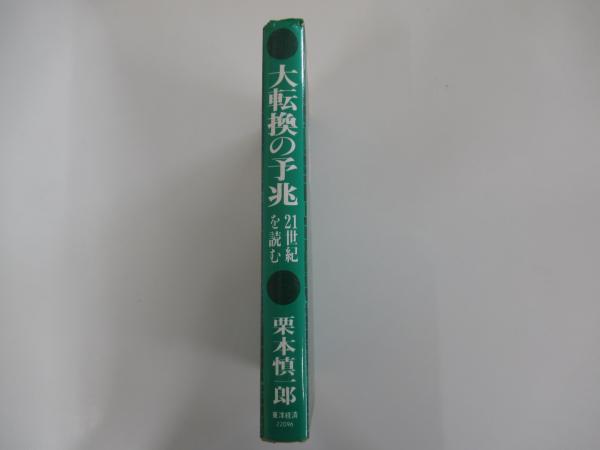 大転換の予兆
21世紀
を読む
栗本慎一郎
東洋経済
22096